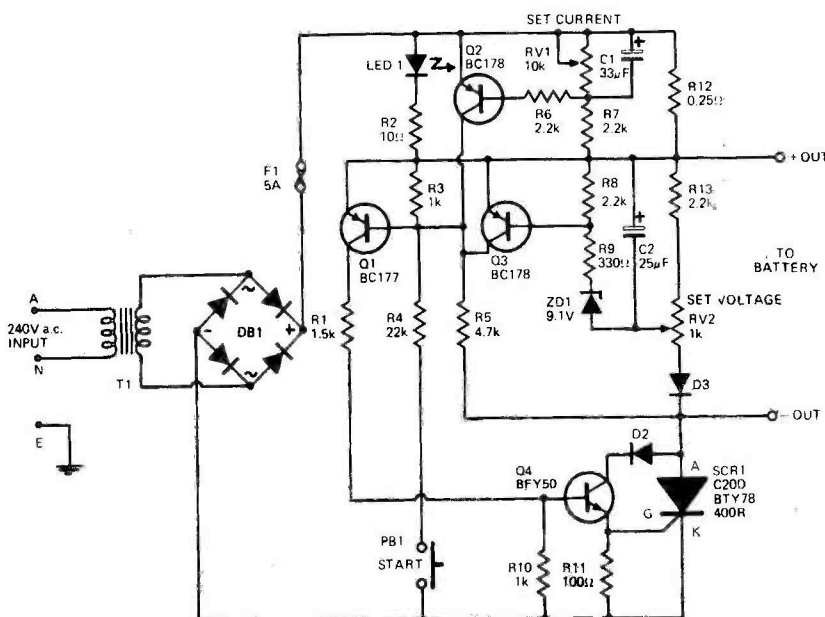 SET CURRENT
LED 1
Q2
BC178
RV1
10k
C1
33µF
+
R12
0.25Ω
R2
10Ω
R6
2.2k
R7
2.2k
F1
5A
+ OUT
R3
1k
R8
2.2k
+
R13
2.2k
Q1
BC177
Q3
BC178
R9
330Ω
C2
25µF
TO
BATTERY
ZD1
9.1V
SET VOLTAGE
RV2
1k
A
240V a.c.
INPUT
N
T1
~
-
DB1
+
~
R1
1.5k
R4
22k
R5
4.7k
D3
E
- OUT
D2
Q4
BFY50
A
SCR1
C20D
BTY78
400R
G
K
PB1
START
R10
1k
R11
100Ω